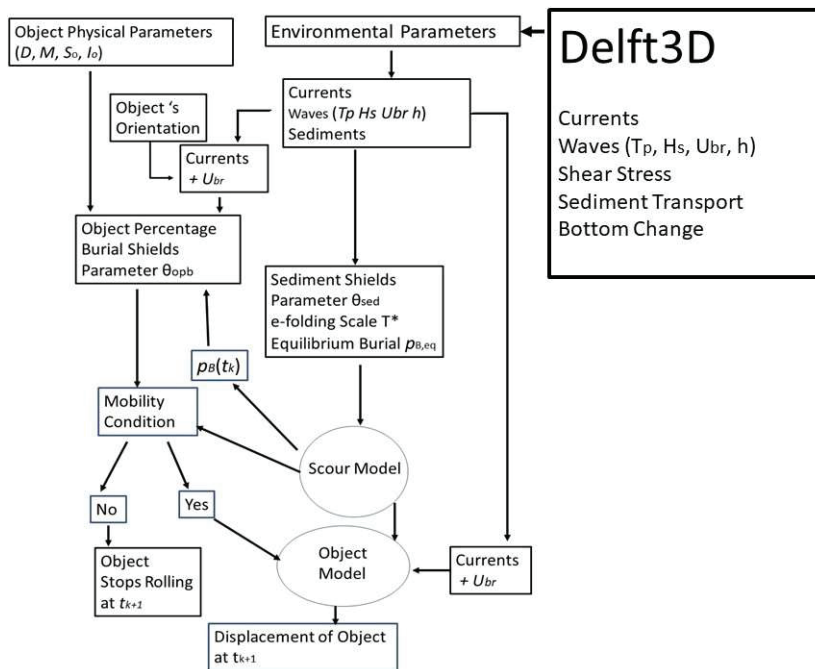 Object Physical Parameters
(D, M, So, Io)
Environmental Parameters
Delft3D
Currents
Waves (Tp, Hs, Ubr, h)
Shear Stress
Sediment Transport
Bottom Change
Object 's
Orientation
Currents
Waves (Tp Hs Ubr h)
Sediments
Currents
+ Ubr
Object Percentage
Burial Shields
Parameter θopb
Sediment Shields
Parameter θsed
e-folding Scale T*
Equilibrium Burial pB,eq
pB(tk)
Mobility
Condition
Scour Model
No
Yes
Object
Stops Rolling
at tk+1
Object
Model
Currents
+ Ubr
Displacement of Object
at tk+1